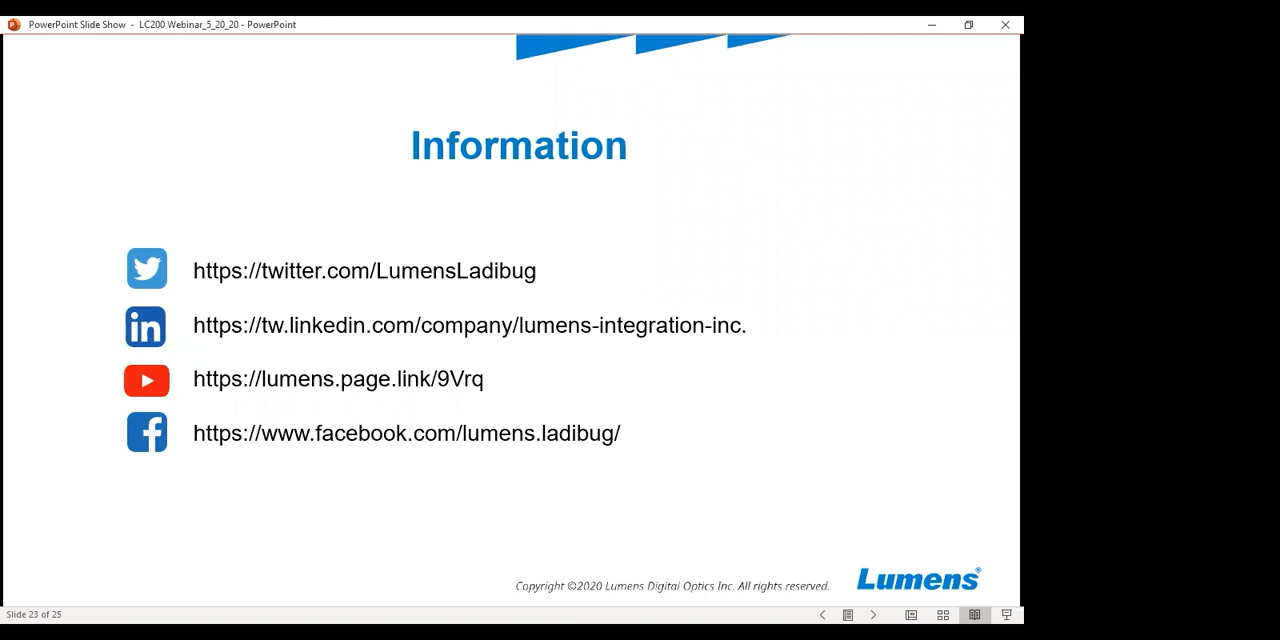 PowerPoint Slide Show - LC200 Webinar_5_20_20 - PowerPoint
Information
https://twitter.com/LumensLadibug
in https://tw.linkedin.com/company/lumens-integration-inc.
https://lumens.page.link/9Vrq
f https://www.facebook.com/lumens.ladibug/
Copyright ©2020 Lumens Digital Optics Inc. All rights reserved.
Lumens®
Slide 23 of 25